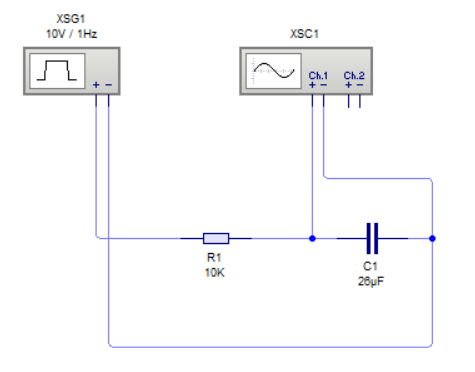 XSG1
10V / 1Hz
+ −
XSC1
Ch.1 Ch.2
+ − + −
R1
10K
C1
26µF